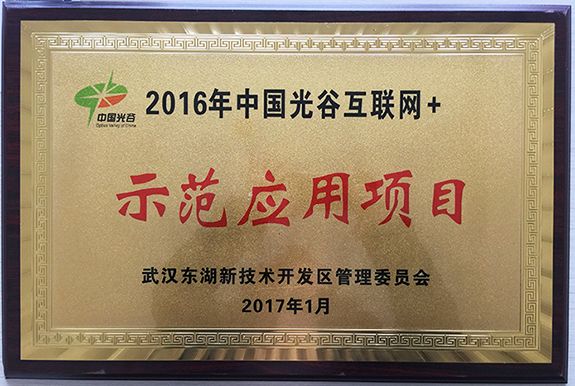 2016年中国光谷互联网+
中国光谷
Optics Valley of China
示范应用项目
武汉东湖新技术开发区管理委员会
2017年1月